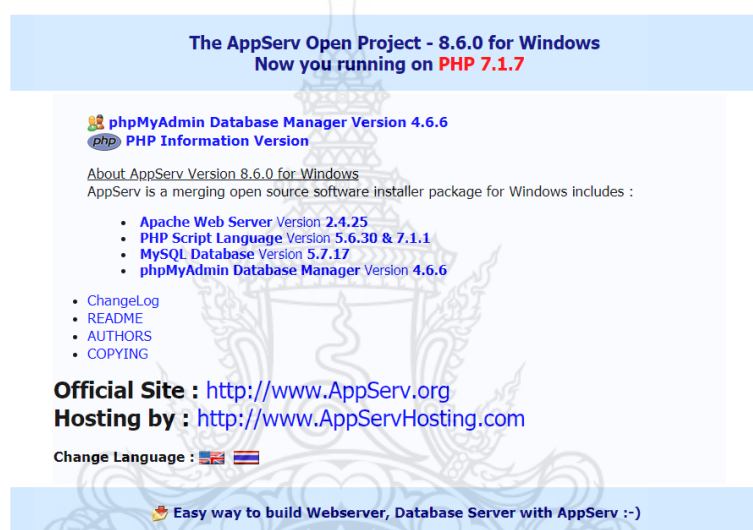 The AppServ Open Project - 8.6.0 for Windows
Now you running on PHP 7.1.7
phpMyAdmin Database Manager Version 4.6.6
php PHP Information Version
About AppServ Version 8.6.0 for Windows
AppServ is a merging open source software installer package for Windows includes :
Apache Web Server Version 2.4.25
PHP Script Language Version 5.6.30 & 7.1.1
MySQL Database Version 5.7.17
phpMyAdmin Database Manager Version 4.6.6
ChangeLog
README
AUTHORS
COPYING
Official Site : http://www.AppServ.org
Hosting by : http://www.AppServHosting.com
Change Language :
Easy way to build Webserver, Database Server with AppServ :-)